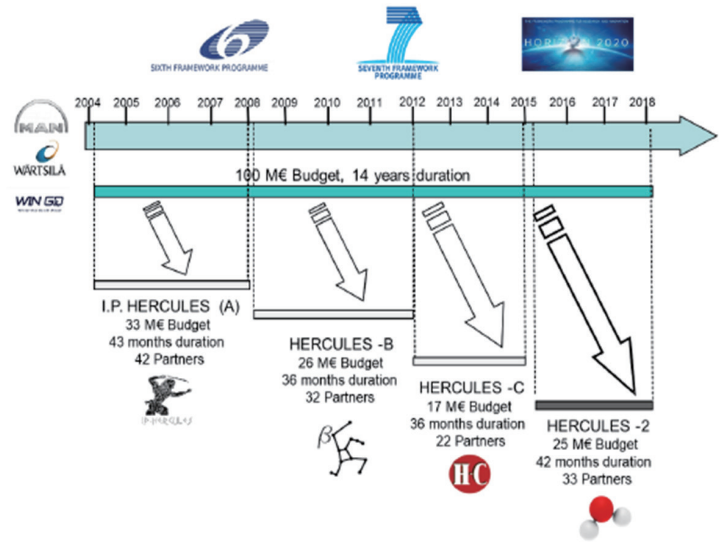 6
SIXTH FRAMEWORK PROGRAMME
7
SEVENTH FRAMEWORK
PROGRAMME
HORIZON 2020
MAN
WÄRTSILÄ
WIN GD
2004 2005 2006 2007 2008 2009 2010 2011 2012 2013 2014 2015 2016 2017 2018
100 M€ Budget, 14 years duration
I.P. HERCULES (A)
33 M€ Budget
43 months duration
42 Partners
HERCULES -B
26 M€ Budget
36 months duration
32 Partners
β
HERCULES -C
17 M€ Budget
36 months duration
22 Partners
H-C
HERCULES -2
25 M€ Budget
42 months duration
33 Partners